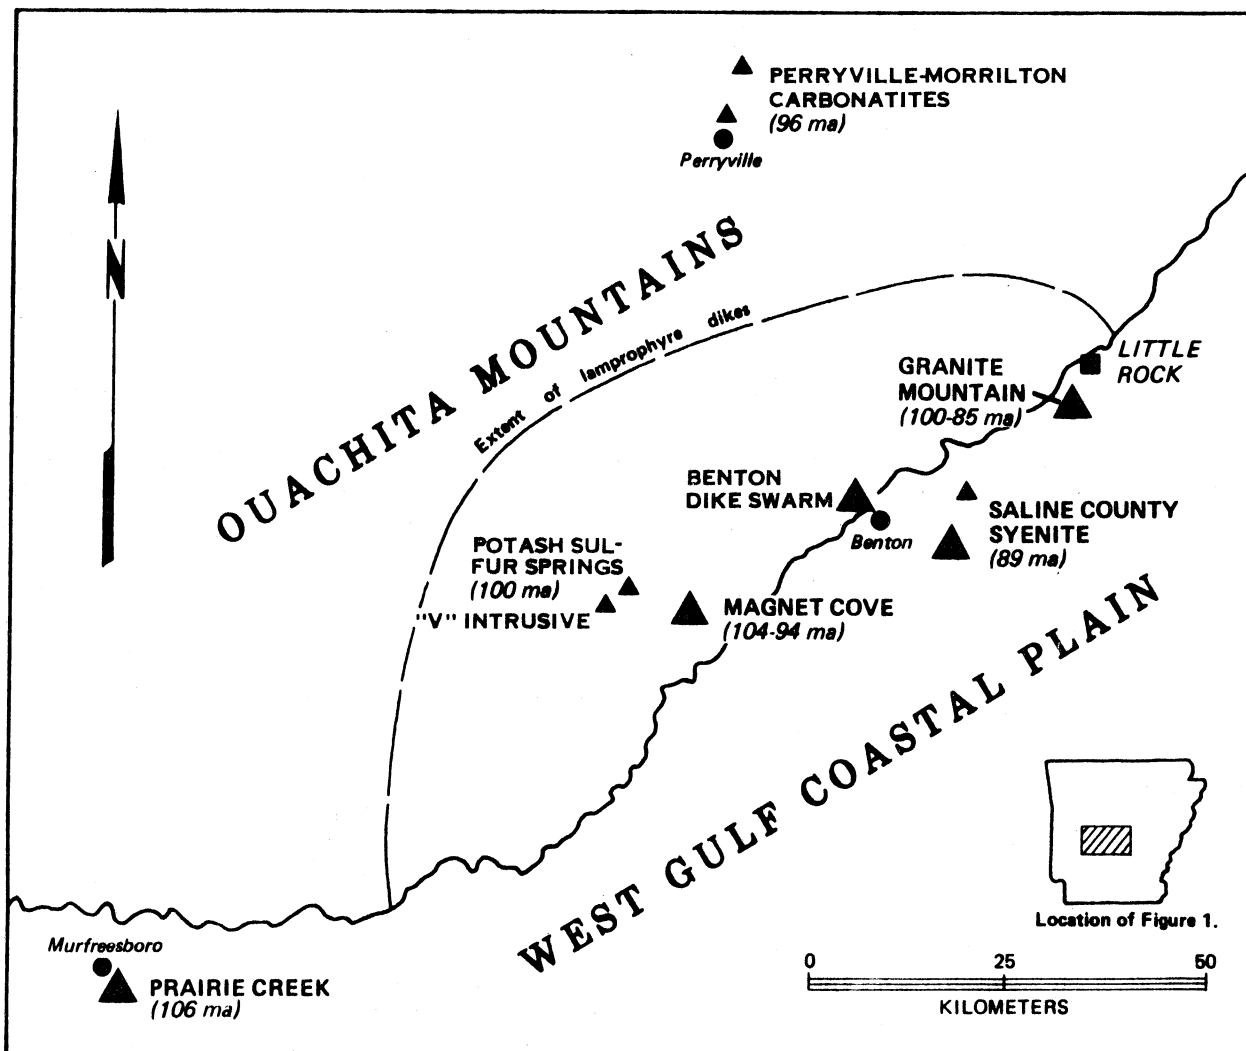 PERRYVILLE-MORRILTON
CARBONATITES
(96 ma)
Perryville
N
OUACHITA MOUNTAINS
Extent of lamprophyre dikes
LITTLE
ROCK
GRANITE
MOUNTAIN
(100-85 ma)
BENTON
DIKE SWARM
Benton
SALINE COUNTY
SYENITE
(89 ma)
POTASH SUL-
FUR SPRINGS
(100 ma)
"V" INTRUSIVE
MAGNET COVE
(104-94 ma)
WEST GULF COASTAL PLAIN
Location of Figure 1.
Murfreesboro
PRAIRIE CREEK
(106 ma)
0 25 50
KILOMETERS